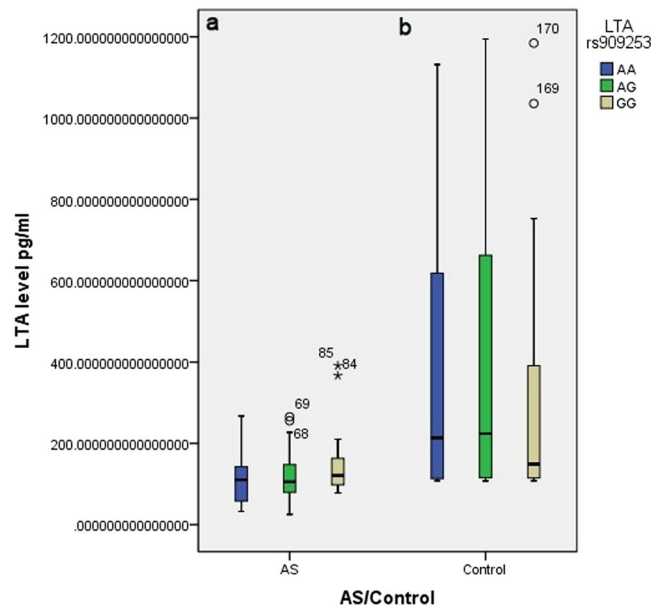 a
b
170
169
1200.000000000000000
1000.000000000000000
800.000000000000000
600.000000000000000
400.000000000000000
200.000000000000000
.000000000000000
LTA level pg/ml
85
84
69
68
AS
Control
AS/Control
LTA
rs909253
AA
AG
GG